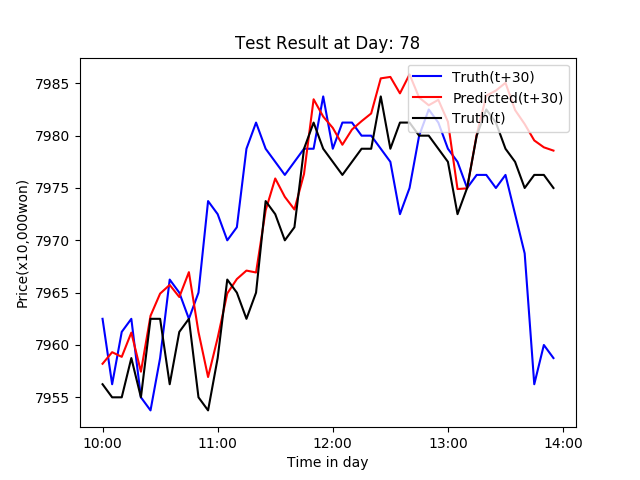 Test Result at Day: 78
Price(x10,000won)
7985
7980
7975
7970
7965
7960
7955
Truth(t+30)
Predicted(t+30)
Truth(t)
10:00 11:00 12:00 13:00 14:00
Time in day